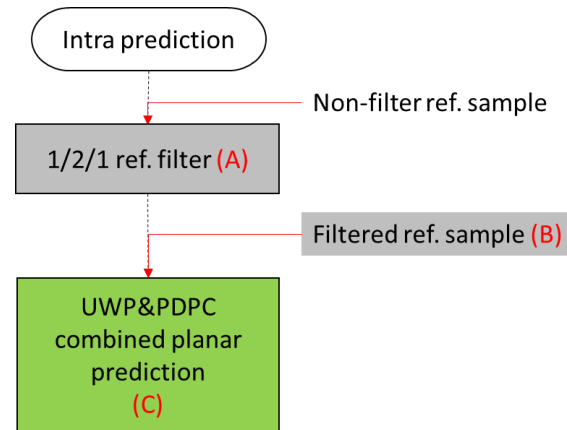 Intra prediction
Non-filter ref. sample
1/2/1 ref. filter (A)
Filtered ref. sample (B)
UWP&PDPC
combined planar
prediction
(C)